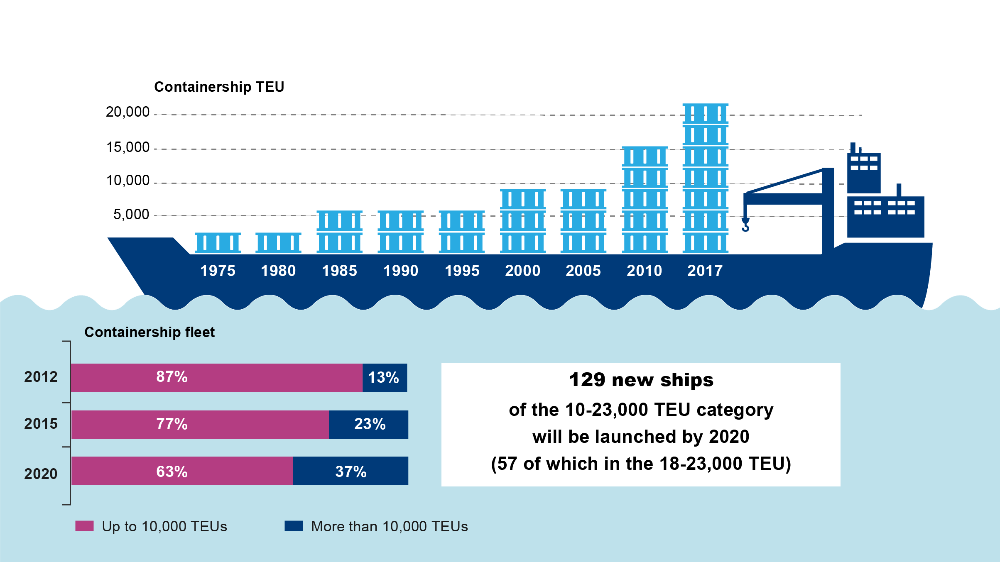 Containership TEU
20,000
15,000
10,000
5,000
1975 1980 1985 1990 1995 2000 2005 2010 2017
Containership fleet
2012 87% 13%
2015 77% 23%
2020 63% 37%
Up to 10,000 TEUs More than 10,000 TEUs
129 new ships
of the 10-23,000 TEU category
will be launched by 2020
(57 of which in the 18-23,000 TEU)